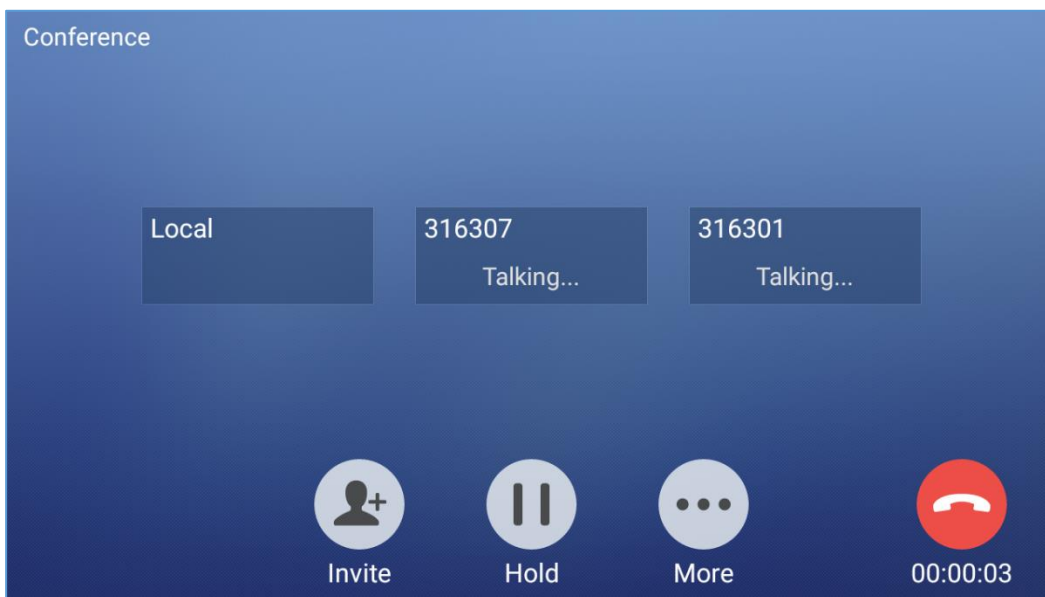 Conference
Local
316307
Talking...
316301
Talking...
Invite
Hold
More
00:00:03